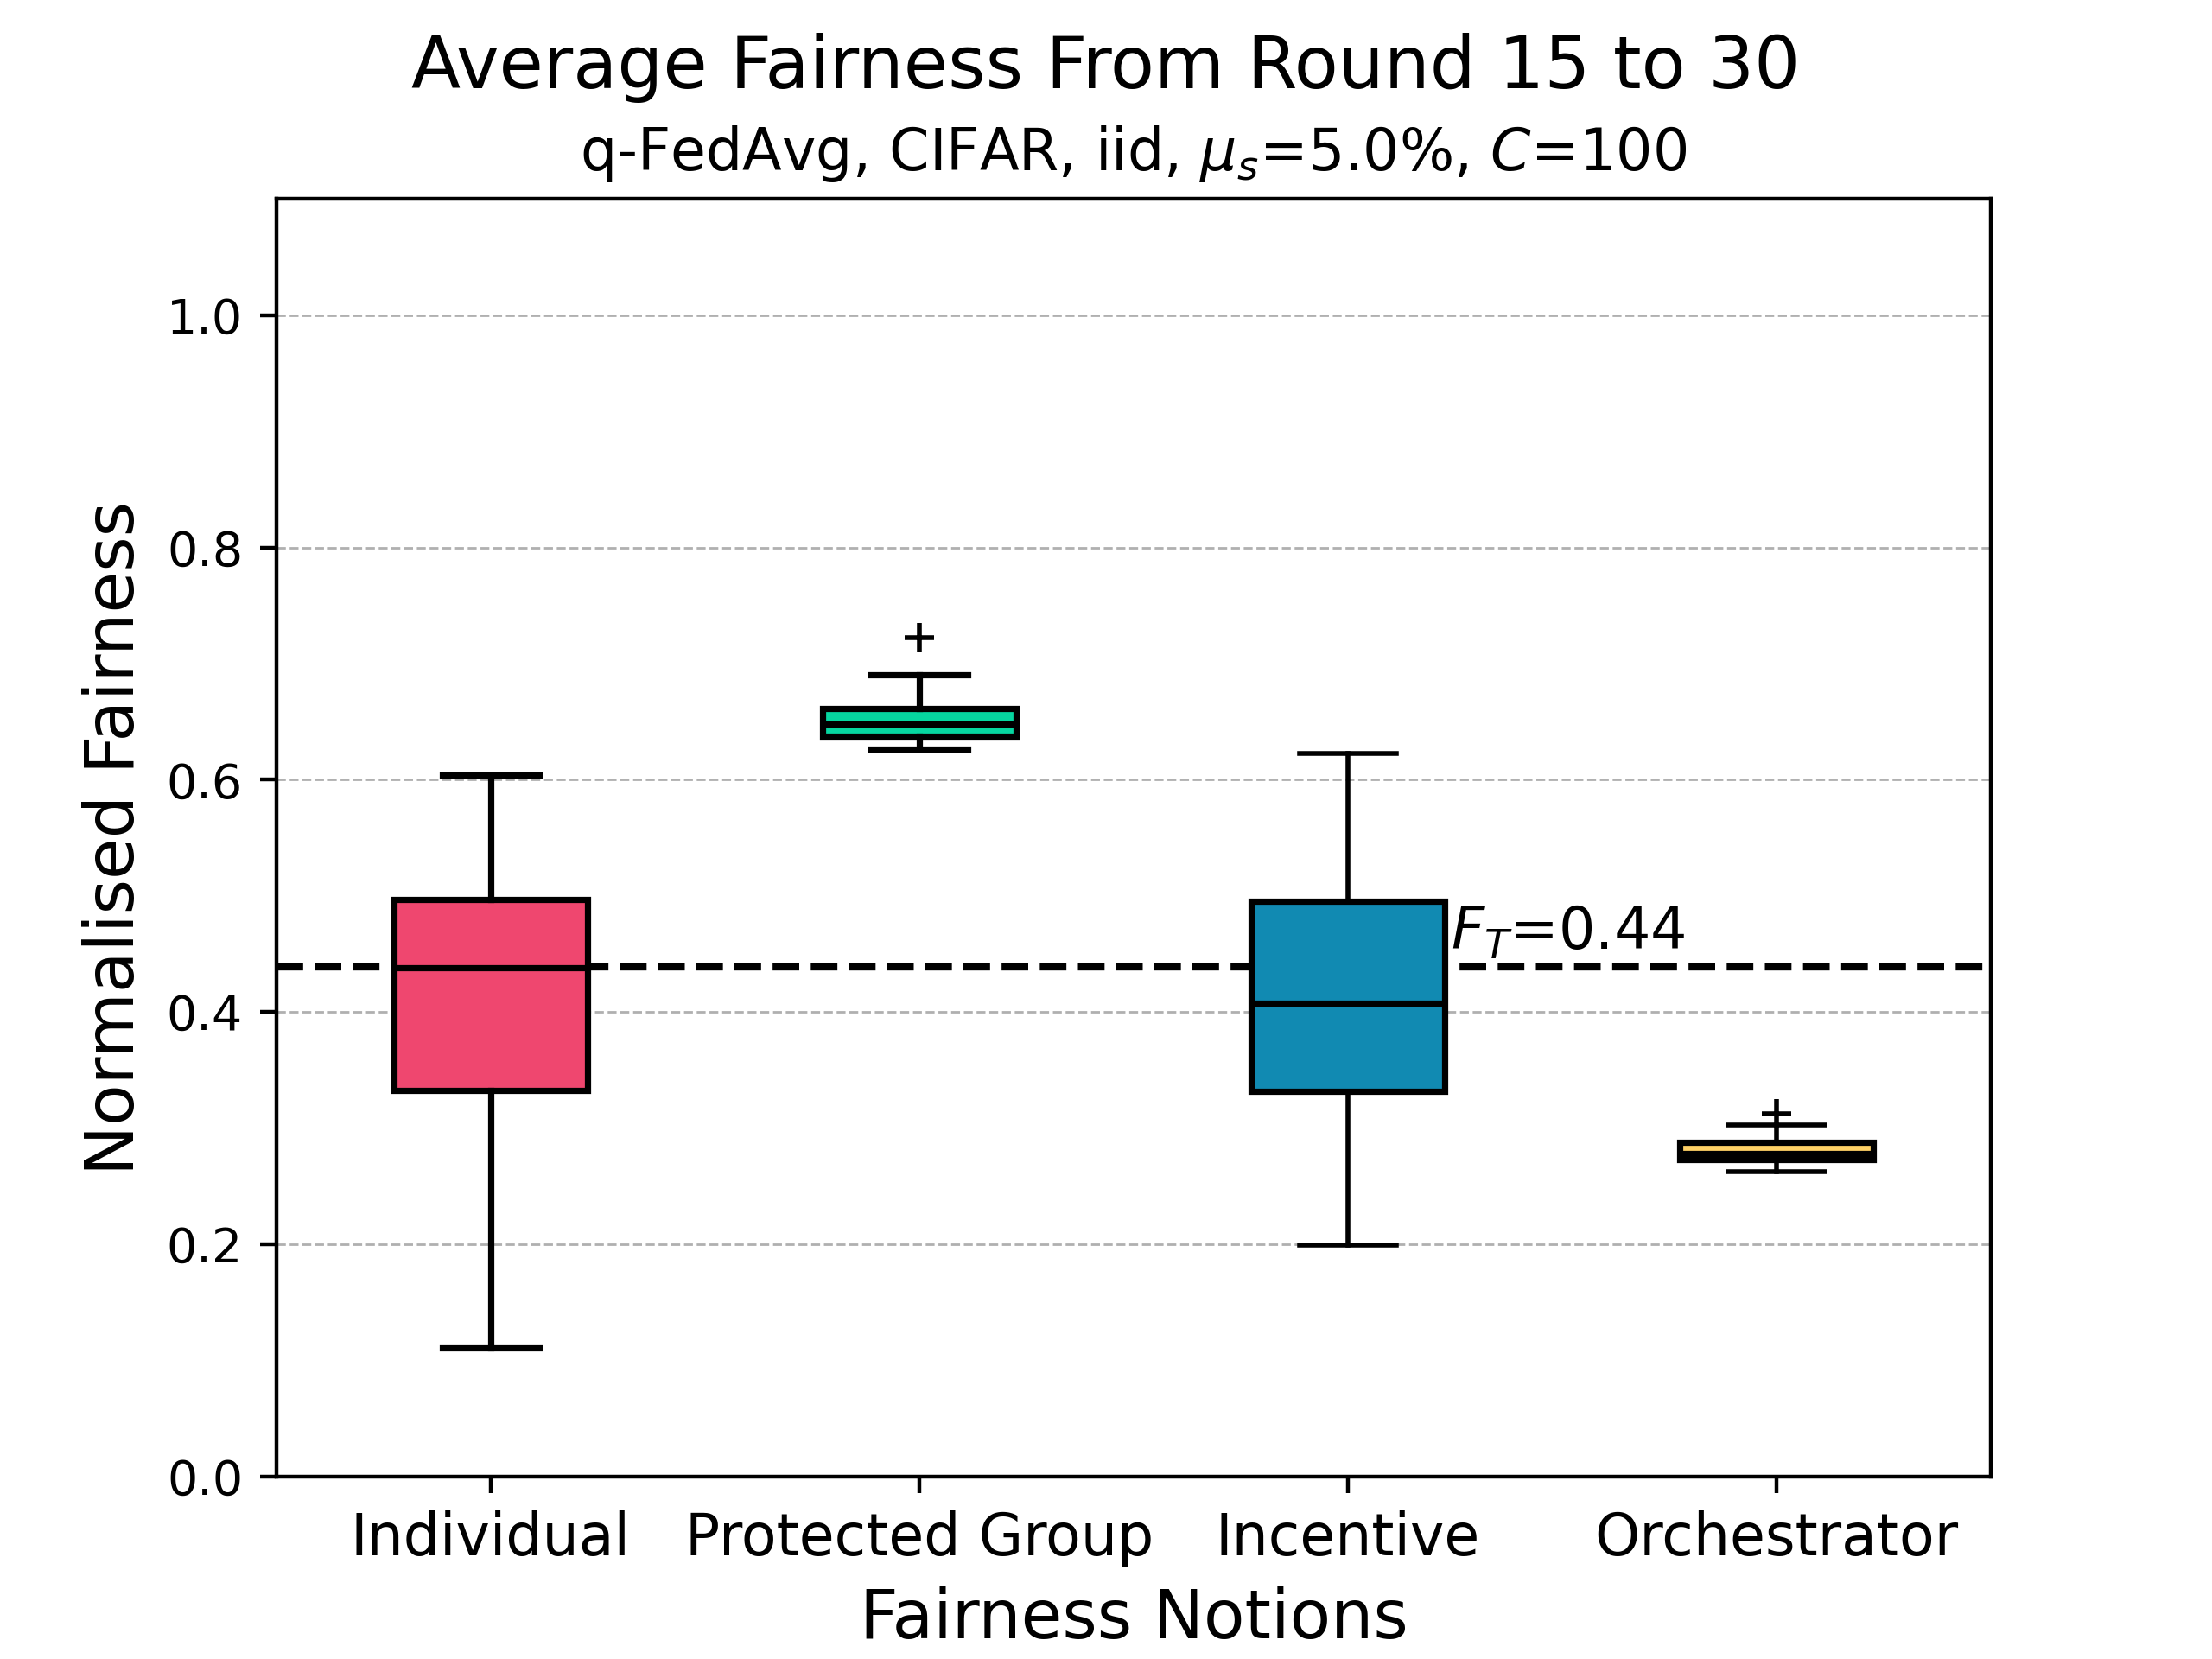 Average Fairness From Round 15 to 30
q-FedAvg, CIFAR, iid, μₛ=5.0%, C=100
Normalised Fairness
1.0
0.8
0.6
0.4
0.2
0.0
F_T=0.44
Individual Protected Group Incentive Orchestrator
Fairness Notions